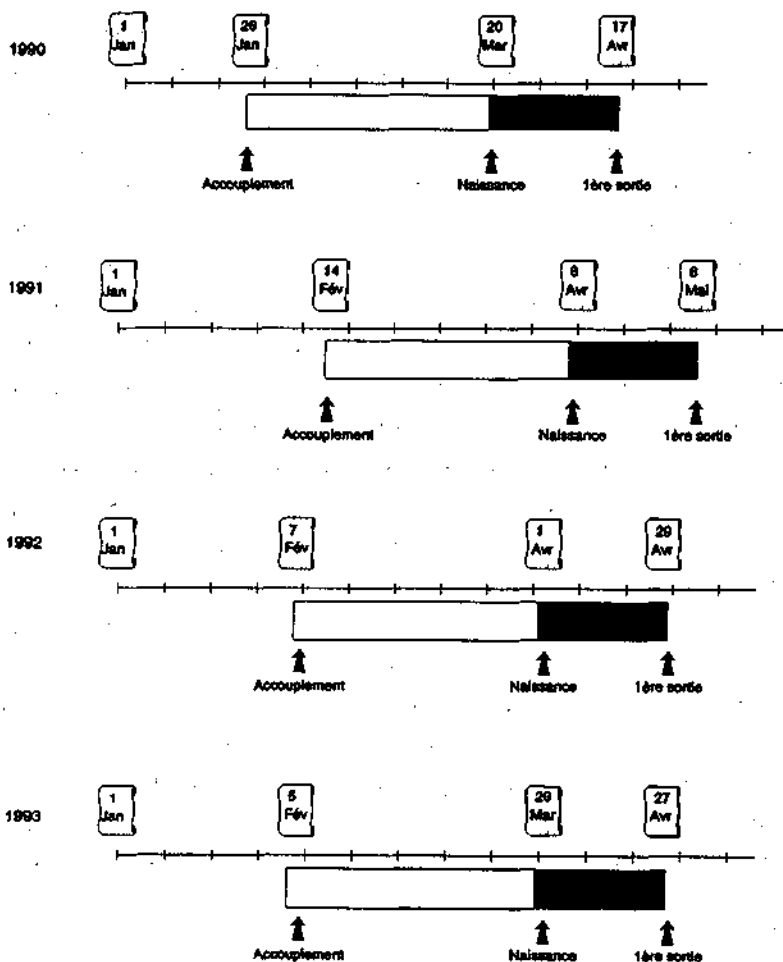 1990
1
Jan
26
Jan
20
Mar
17
Avr
Accouplement
Naissance
1ère sortie
1991
1
Jan
14
Fév
8
Avr
6
Mai
Accouplement
Naissance
1ère sortie
1992
1
Jan
7
Fév
1
Avr
29
Avr
Accouplement
Naissance
1ère sortie
1993
1
Jan
5
Fév
29
Mar
27
Avr
Accouplement
Naissance
1ère sortie